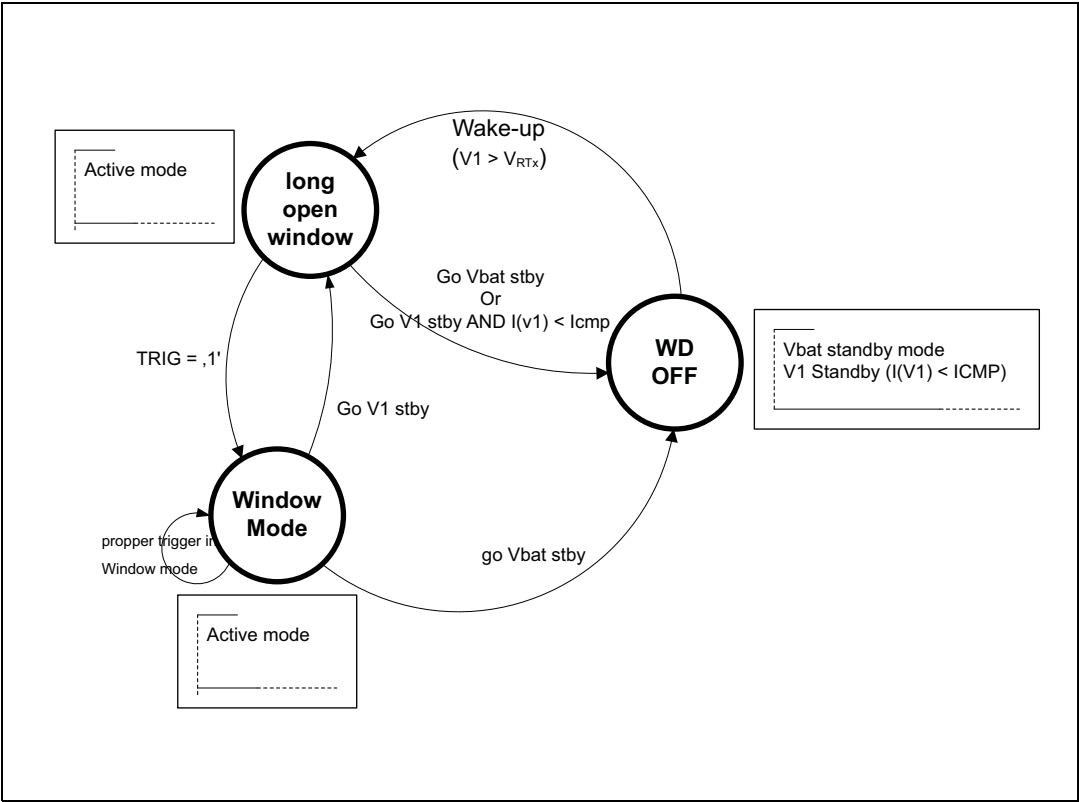 Wake-up
(V1 > VRTx)
Active mode
long
open
window
Go Vbat stby
Or
Go V1 stby AND I(v1) < Icmp
WD
OFF
Vbat standby mode
V1 Standby (I(V1) < ICMP)
TRIG = ‚1'
Go V1 stby
Window
Mode
propper trigger in
Window mode
go Vbat stby
Active mode